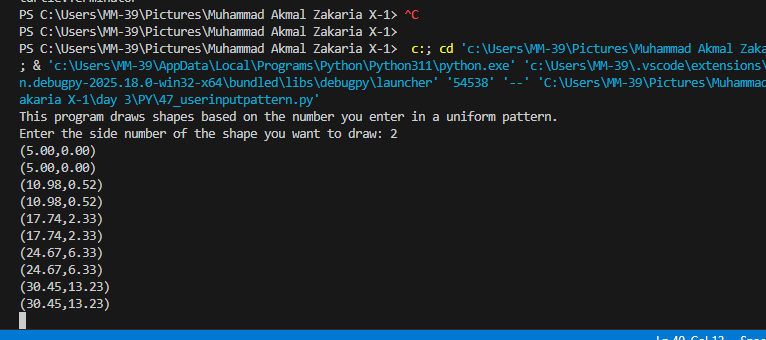 turtle.Terminator
PS C:\Users\MM-39\Pictures\Muhammad Akmal Zakaria X-1> ^C
PS C:\Users\MM-39\Pictures\Muhammad Akmal Zakaria X-1>
PS C:\Users\MM-39\Pictures\Muhammad Akmal Zakaria X-1>  c:; cd 'c:\Users\MM-39\Pictures\Muhammad Akmal Zaka
; & 'c:\Users\MM-39\AppData\Local\Programs\Python\Python311\python.exe' 'c:\Users\MM-39\.vscode\extensions\
n.debugpy-2025.18.0-win32-x64\bundled\libs\debugpy\launcher' '54538' '--' 'C:\Users\MM-39\Pictures\Muhammad
akaria X-1\day 3\PY\47_userinputpattern.py'
This program draws shapes based on the number you enter in a uniform pattern.
Enter the side number of the shape you want to draw: 2
(5.00,0.00)
(5.00,0.00)
(10.98,0.52)
(10.98,0.52)
(17.74,2.33)
(17.74,2.33)
(24.67,6.33)
(24.67,6.33)
(30.45,13.23)
(30.45,13.23)